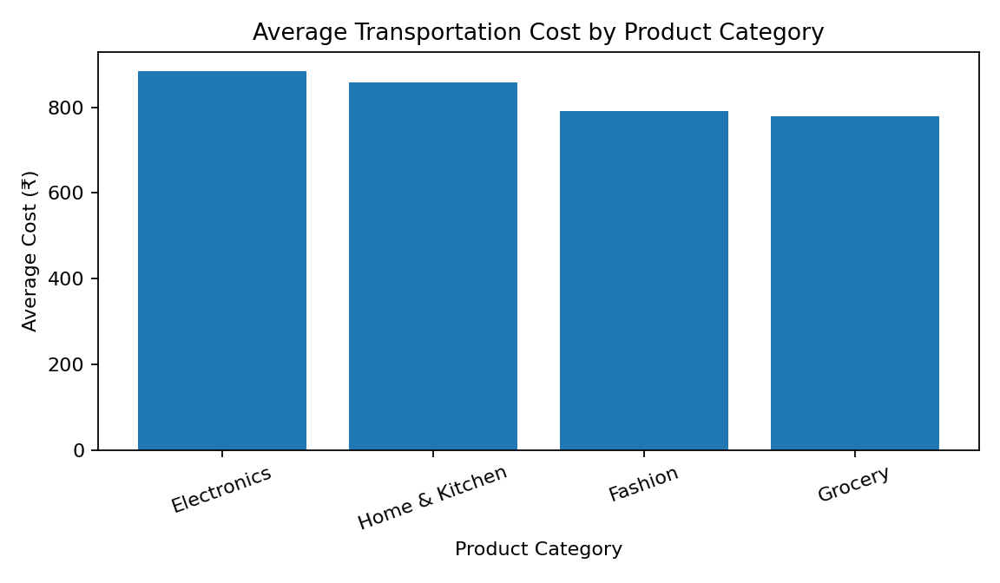 Average Transportation Cost by Product Category
Average Cost (₹)
800
600
400
200
0
Electronics
Home & Kitchen
Fashion
Grocery
Product Category